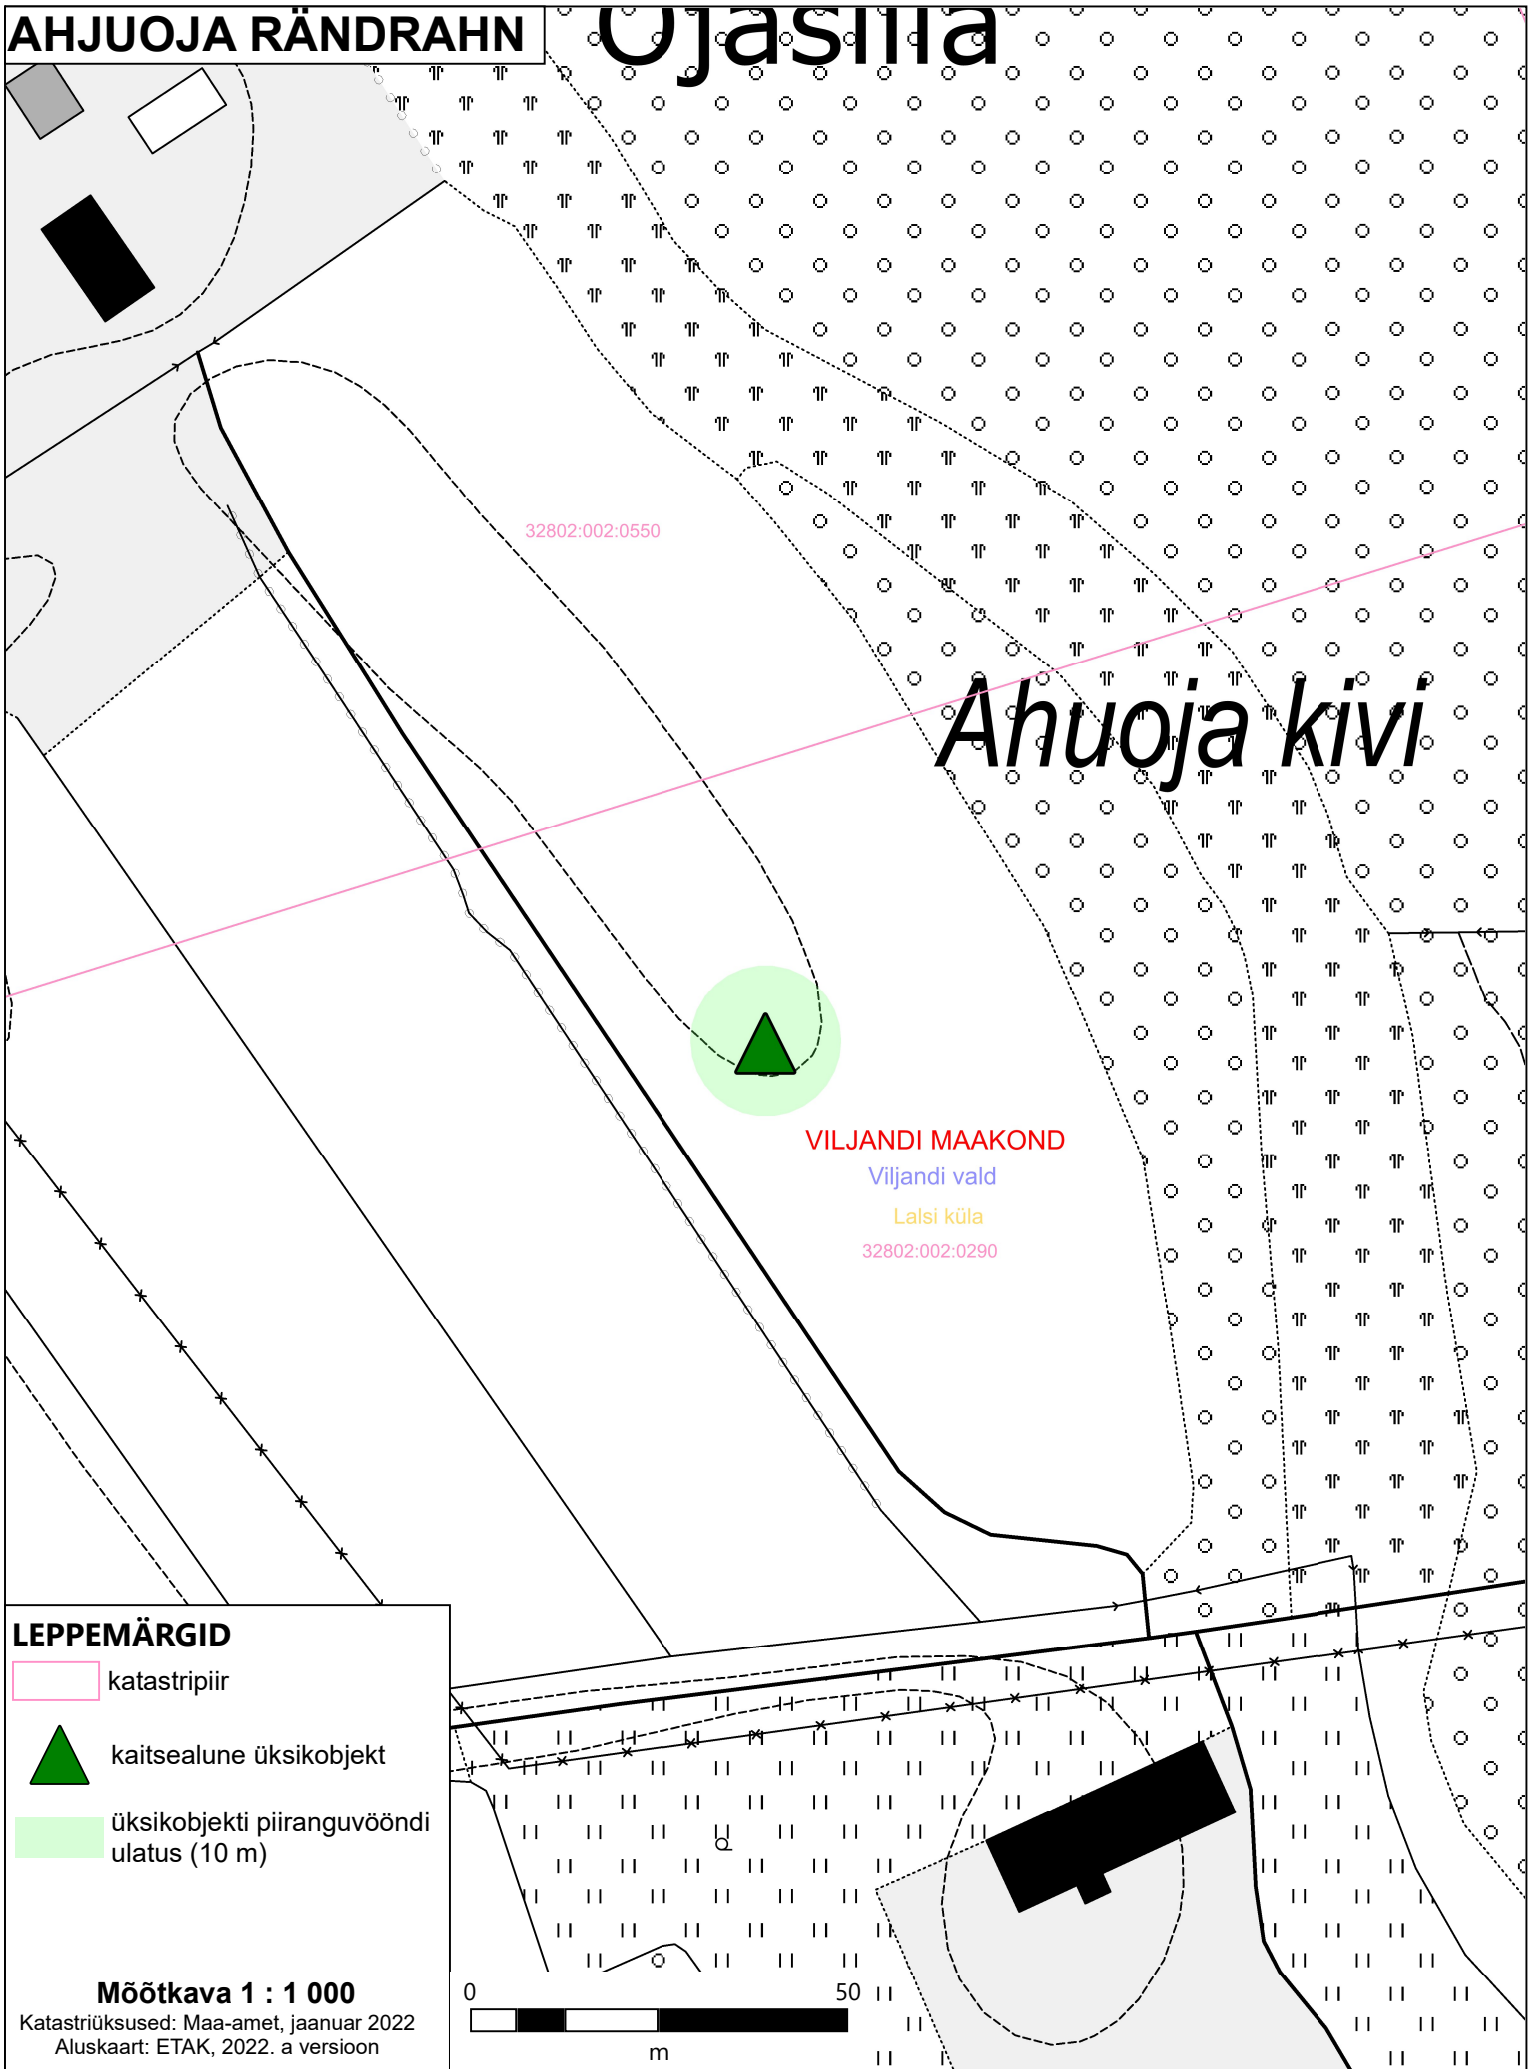 AHJUOJA RÄNDRAHN
Ojasilla
32802:002:0550
Ahuoja kivi
VILJANDI MAAKOND
Viljandi vald
Lalsi küla
32802:002:0290
LEPPEMÄRGID
katastripiir
kaitsealune üksikobjekt
üksikobjekti piiranguvööndi
ulatus (10 m)
Mõõtkava 1 : 1 000
Katastriüksused: Maa-amet, jaanuar 2022
Aluskaart: ETAK, 2022. a versioon
0 50
m